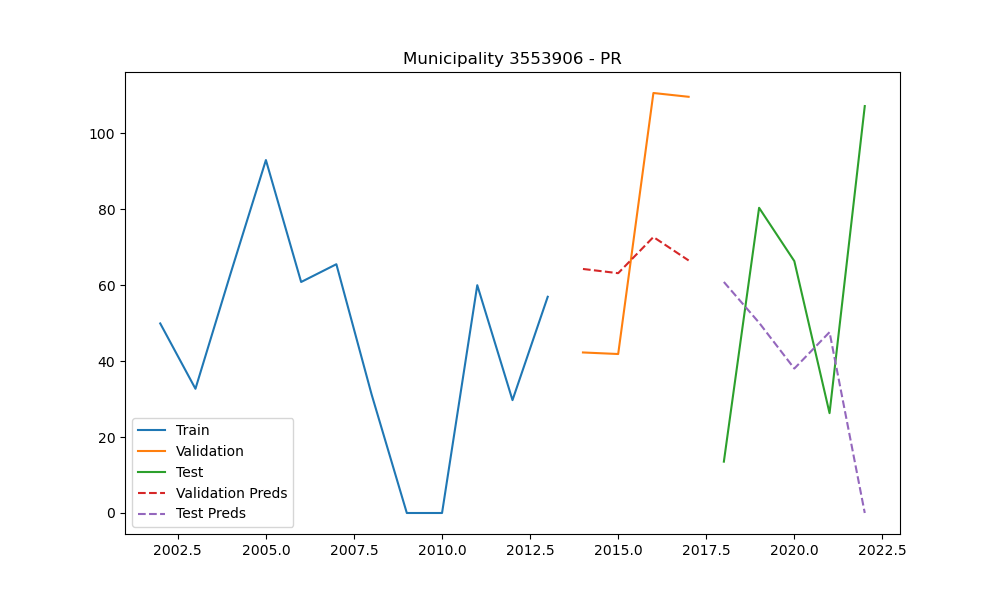 Municipality 3553906 - PR
100
80
60
40
20
0
Train
Validation
Test
Validation Preds
Test Preds
2002.5 2005.0 2007.5 2010.0 2012.5 2015.0 2017.5 2020.0 2022.5